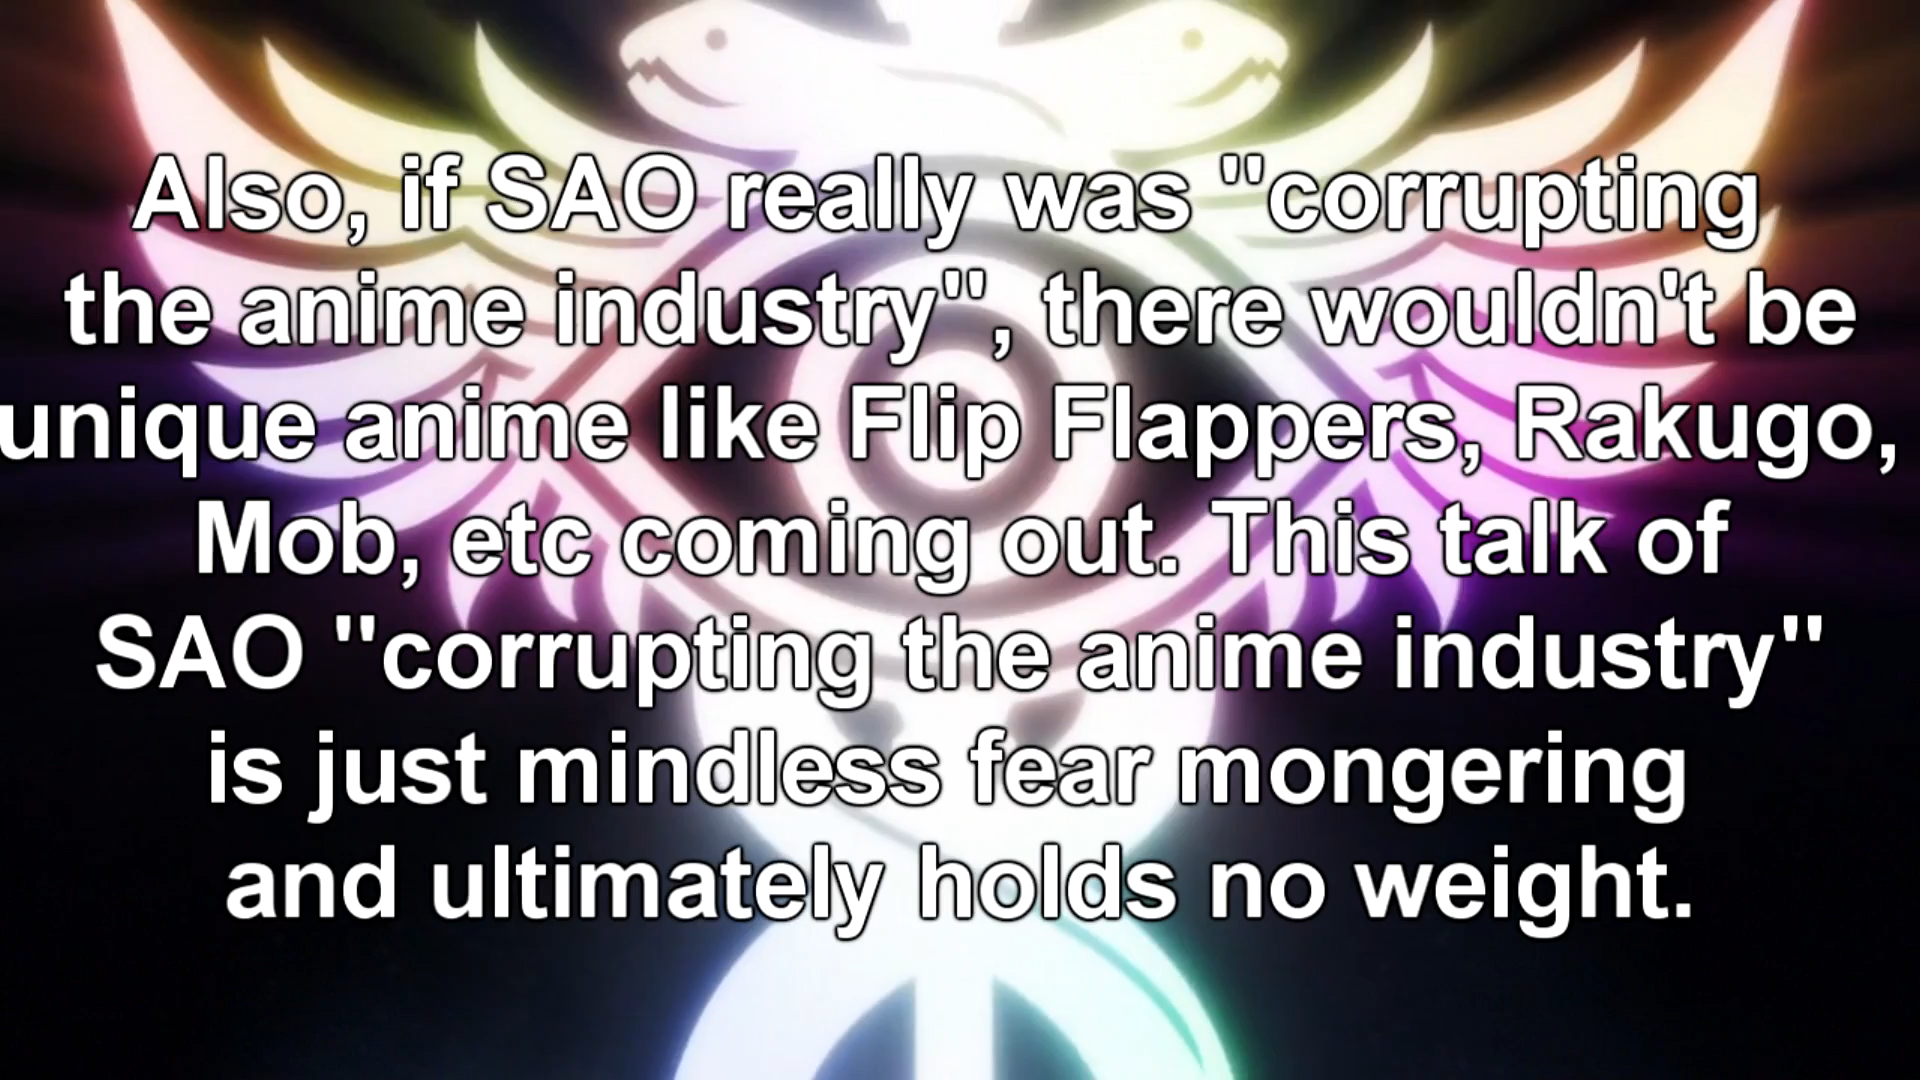 Also, if SAO really was "corrupting
the anime industry", there wouldn't be
unique anime like Flip Flappers, Rakugo,
Mob, etc coming out. This talk of
SAO "corrupting the anime industry"
is just mindless fear mongering
and ultimately holds no weight.